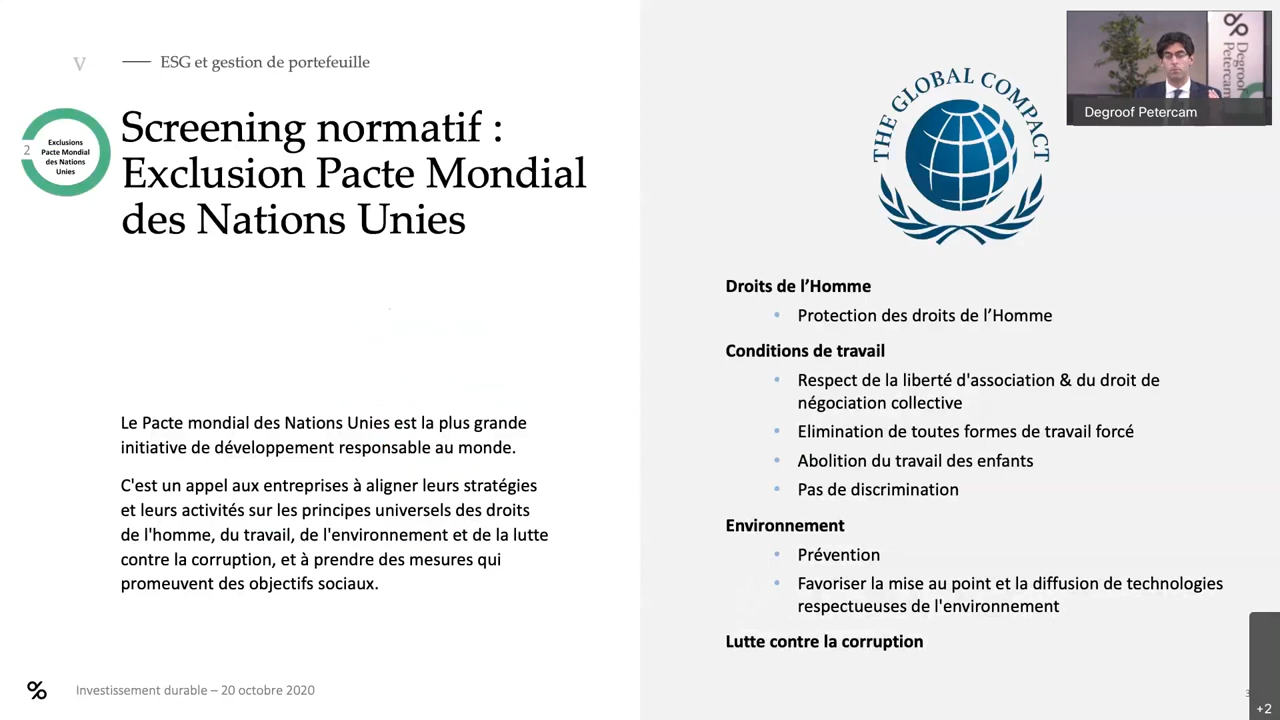 V
ESG et gestion de portefeuille
2
Exclusions
Pacte Mondial
des Nations
Unies
Screening normatif :
Exclusion Pacte Mondial
des Nations Unies
Le Pacte mondial des Nations Unies est la plus grande
initiative de développement responsable au monde.
C'est un appel aux entreprises à aligner leurs stratégies
et leurs activités sur les principes universels des droits
de l'homme, du travail, de l'environnement et de la lutte
contre la corruption, et à prendre des mesures qui
promeuvent des objectifs sociaux.
Investissement durable – 20 octobre 2020
THE GLOBAL COMPACT
Degroof
Petercam
Degroof Petercam
Droits de l’Homme
• Protection des droits de l’Homme
Conditions de travail
• Respect de la liberté d'association & du droit de
négociation collective
• Elimination de toutes formes de travail forcé
• Abolition du travail des enfants
• Pas de discrimination
Environnement
• Prévention
• Favoriser la mise au point et la diffusion de technologies
respectueuses de l'environnement
Lutte contre la corruption
+2